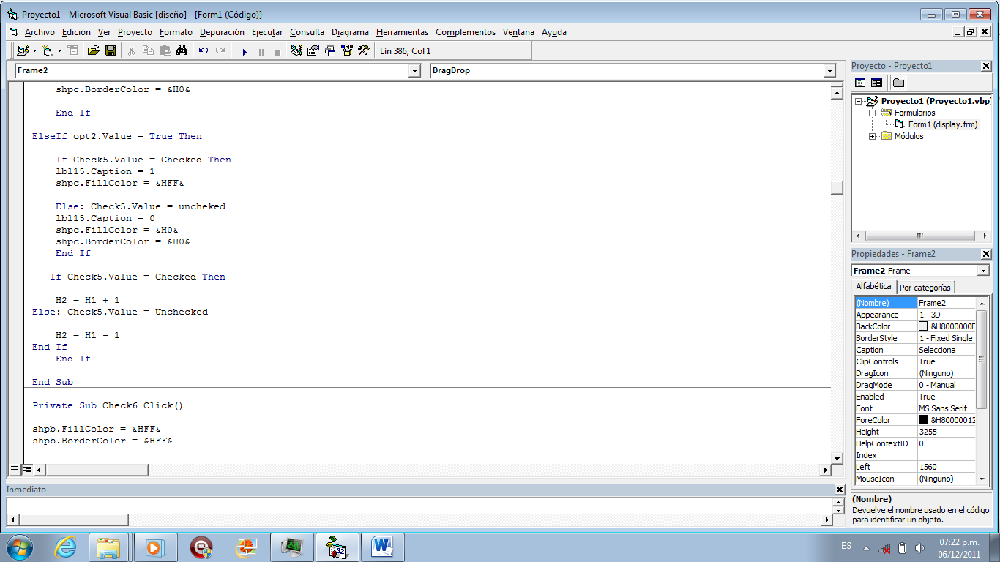 Proyecto1 - Microsoft Visual Basic [diseño] - [Form1 (Código)]
Archivo Edición Ver Proyecto Formato Depuración Ejecutar Consulta Diagrama Herramientas Complementos Ventana Ayuda
Lín 386, Col 1
Frame2 DragDrop
shpc.BorderColor = &H0&
End If
ElseIf opt2.Value = True Then
If Check5.Value = Checked Then
lbl15.Caption = 1
shpc.FillColor = &HFF&
Else: Check5.Value = uncheked
lbl15.Caption = 0
shpc.FillColor = &H0&
shpc.BorderColor = &H0&
End If
If Check5.Value = Checked Then
H2 = H1 + 1
Else: Check5.Value = Unchecked
H2 = H1 - 1
End If
End If
End Sub
Private Sub Check6_Click()
shpb.FillColor = &HFF&
shpb.BorderColor = &HFF&
Inmediato
Proyecto - Proyecto1
Proyecto1 (Proyecto1.vbp)
Formularios
Form1 (display.frm)
Módulos
Propiedades - Frame2
Frame2 Frame
Alfabética Por categorías
(Nombre) Frame2
Appearance 1 - 3D
BackColor &H8000000F
BorderStyle 1 - Fixed Single
Caption Selecciona
ClipControls True
DragIcon (Ninguno)
DragMode 0 - Manual
Enabled True
Font MS Sans Serif
ForeColor &H80000012
Height 3255
HelpContextID 0
Index
Left 1560
MouseIcon (Ninguno)
(Nombre)
Devuelve el nombre usado en el código
para identificar un objeto.
32
W
ES
07:22 p.m.
06/12/2011